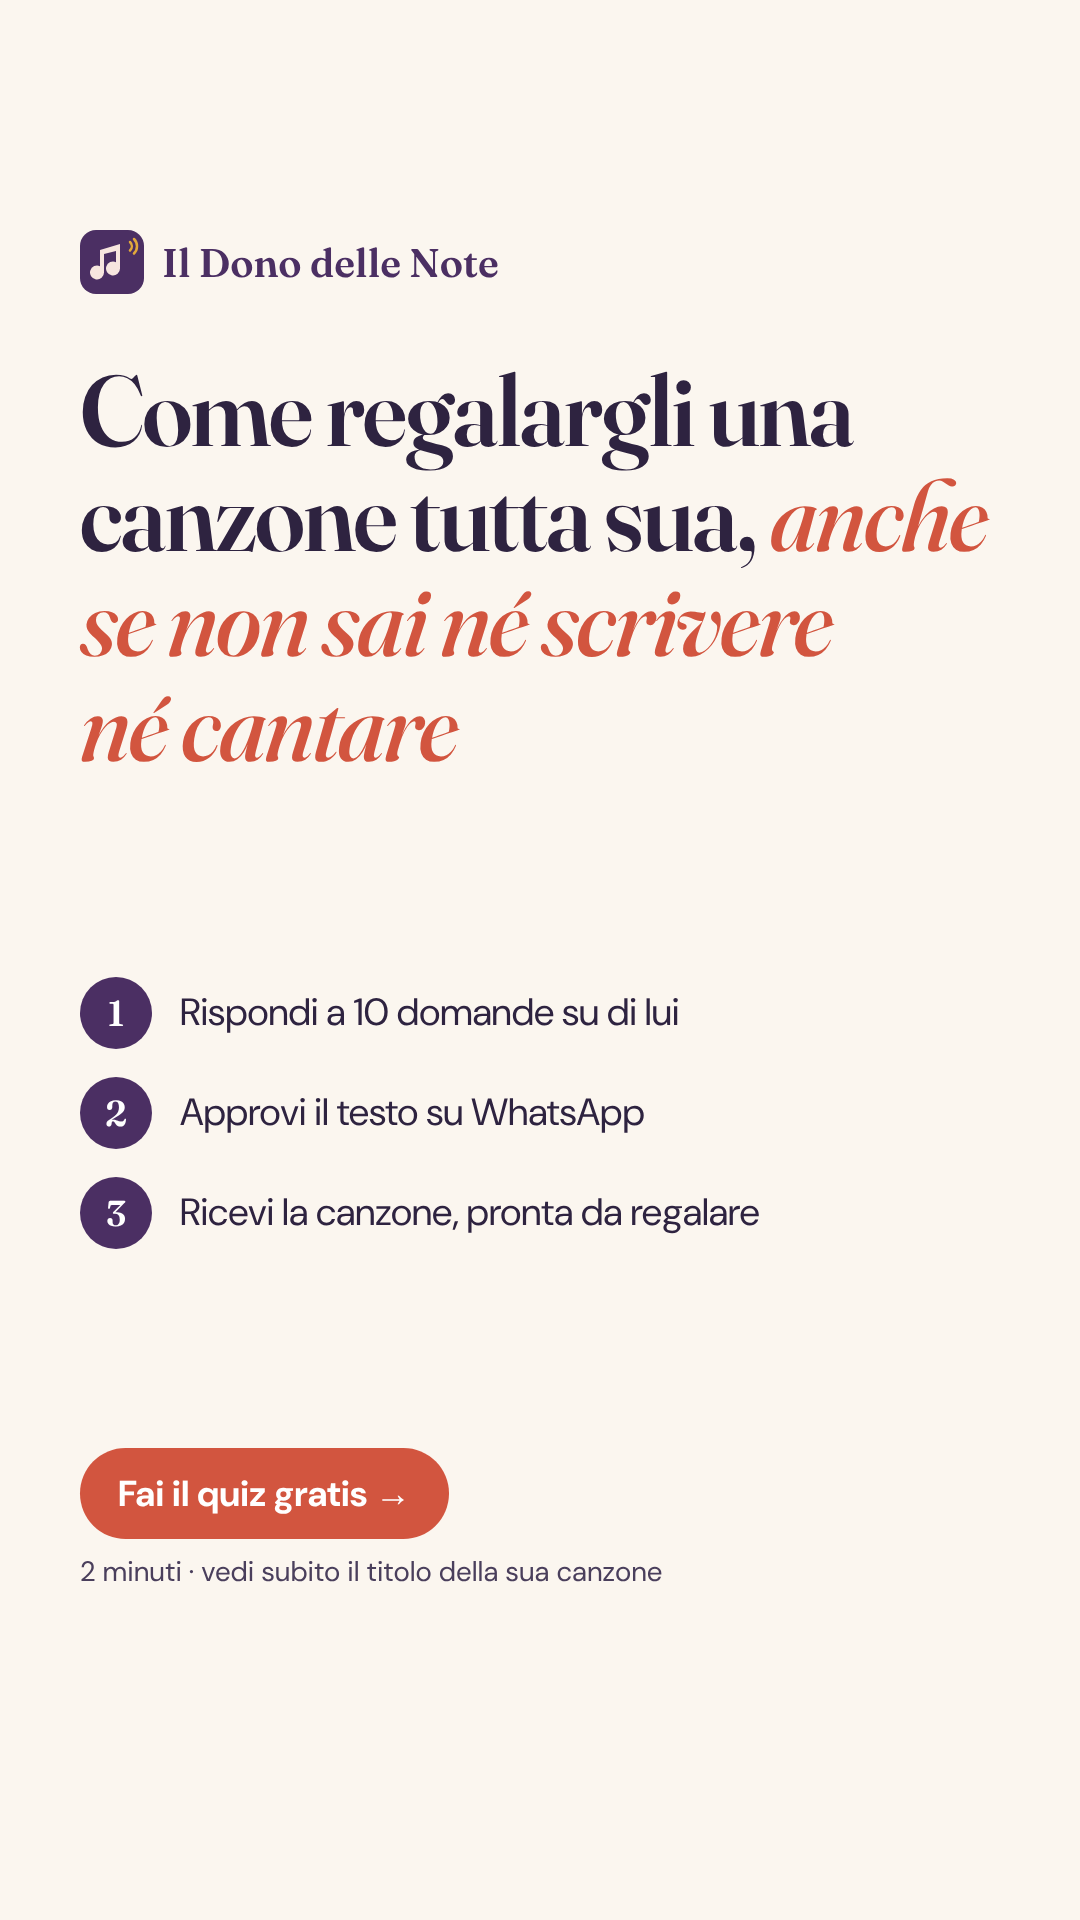 Il Dono delle Note
Come regalargli una
canzone tutta sua, anche
se non sai né scrivere
né cantare
1 Rispondi a 10 domande su di lui
2 Approvi il testo su WhatsApp
3 Ricevi la canzone, pronta da regalare
Fai il quiz gratis →
2 minuti · vedi subito il titolo della sua canzone